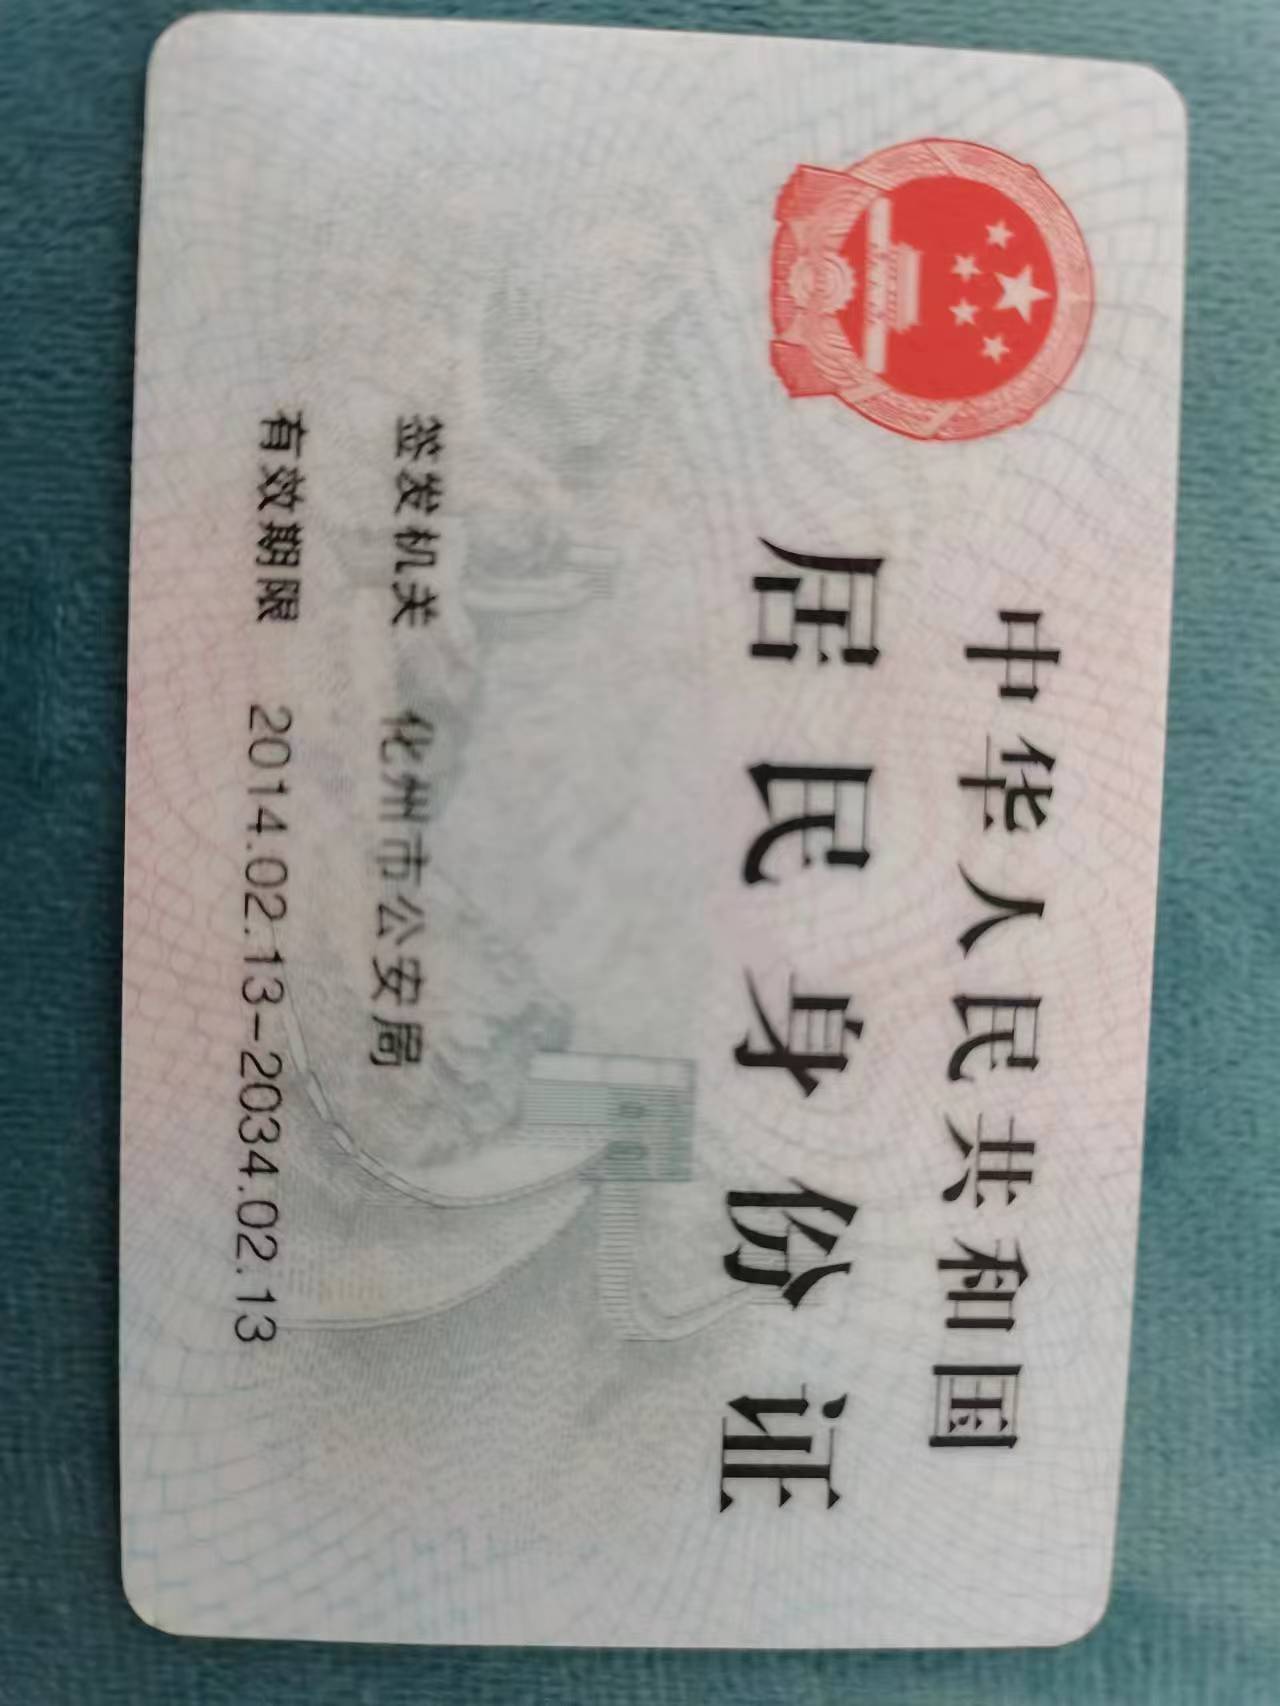 中华人民共和国
居民身份证
签发机关 化州市公安局
有效期限 2014.02.13-2034.02.13